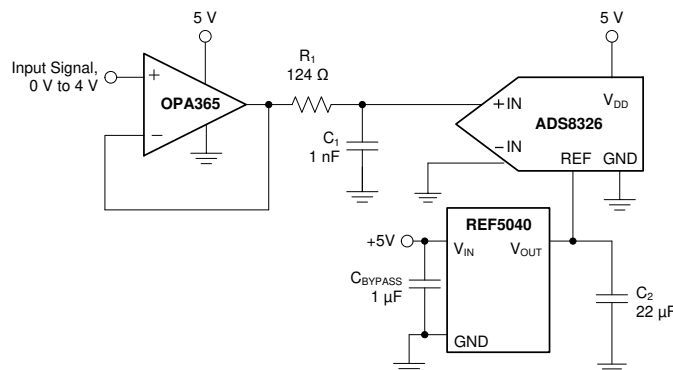 5 V
5 V
Input Signal,
0 V to 4 V
+
OPA365
−
R1
124 Ω
C1
1 nF
+IN
VDD
ADS8326
−IN
REF
GND
REF5040
+5V
VIN
VOUT
CBYPASS
1 µF
GND
C2
22 µF